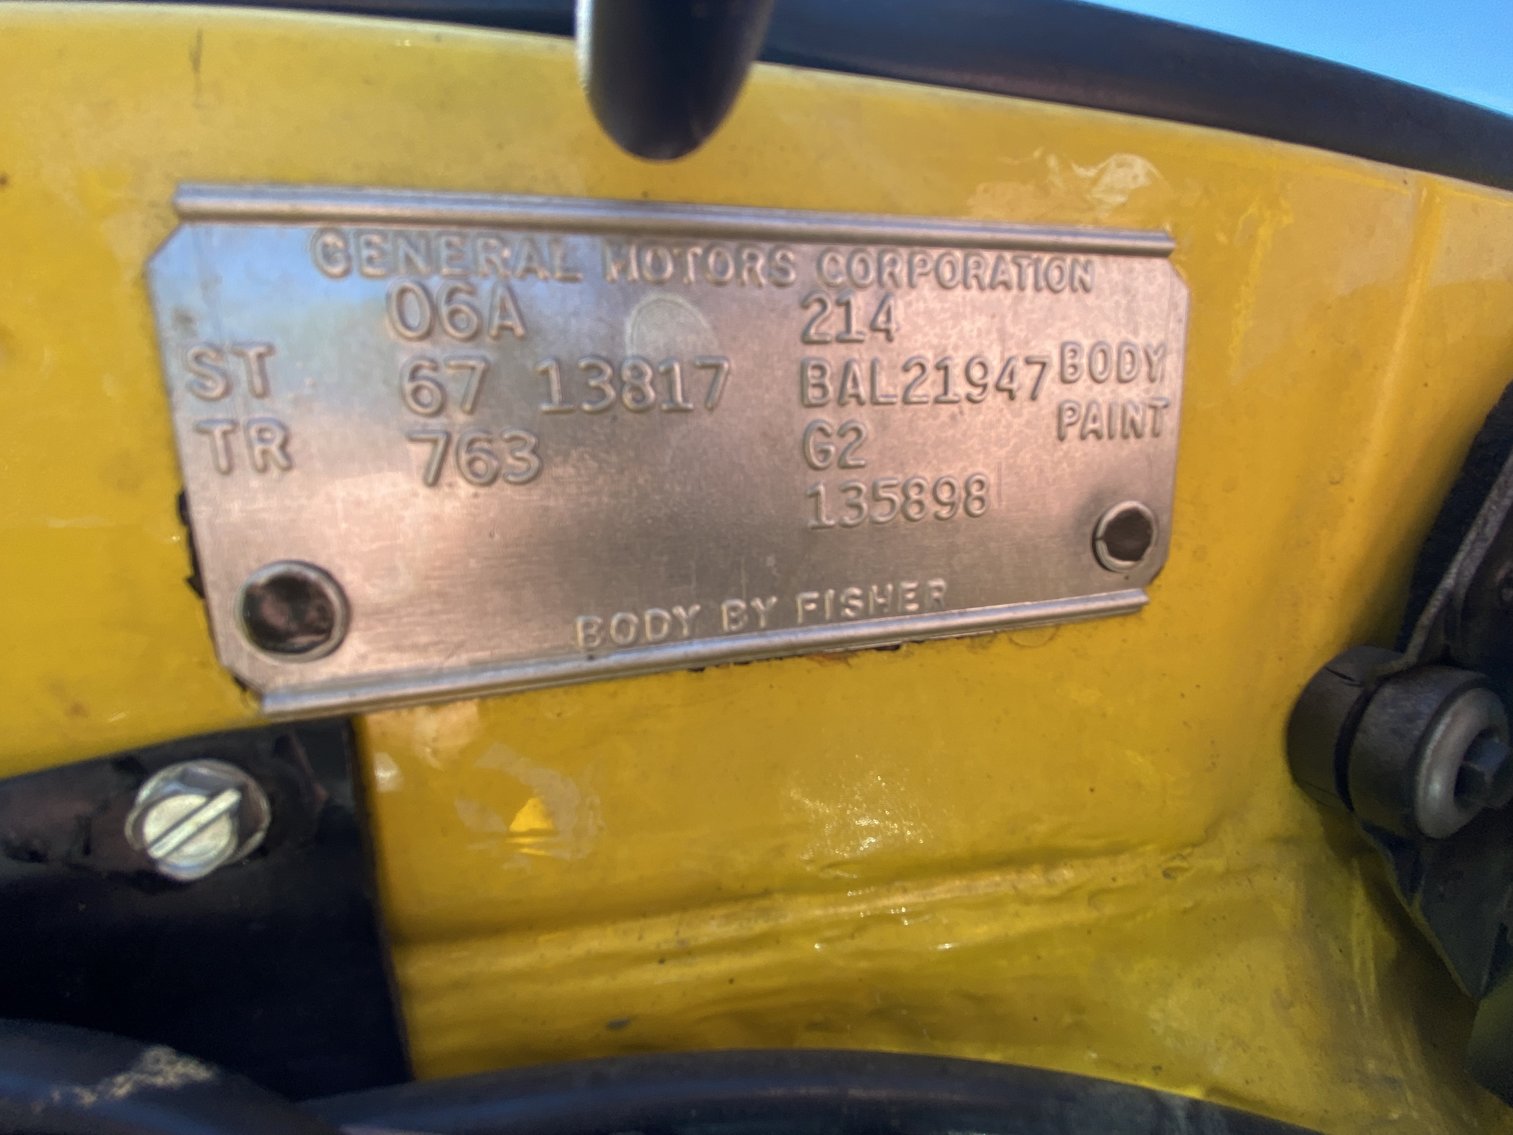 GENERAL MOTORS CORPORATION
06A 214
ST 67 13817 BAL21947 BODY
TR 763 G2 PAINT
135898
BODY BY FISHER